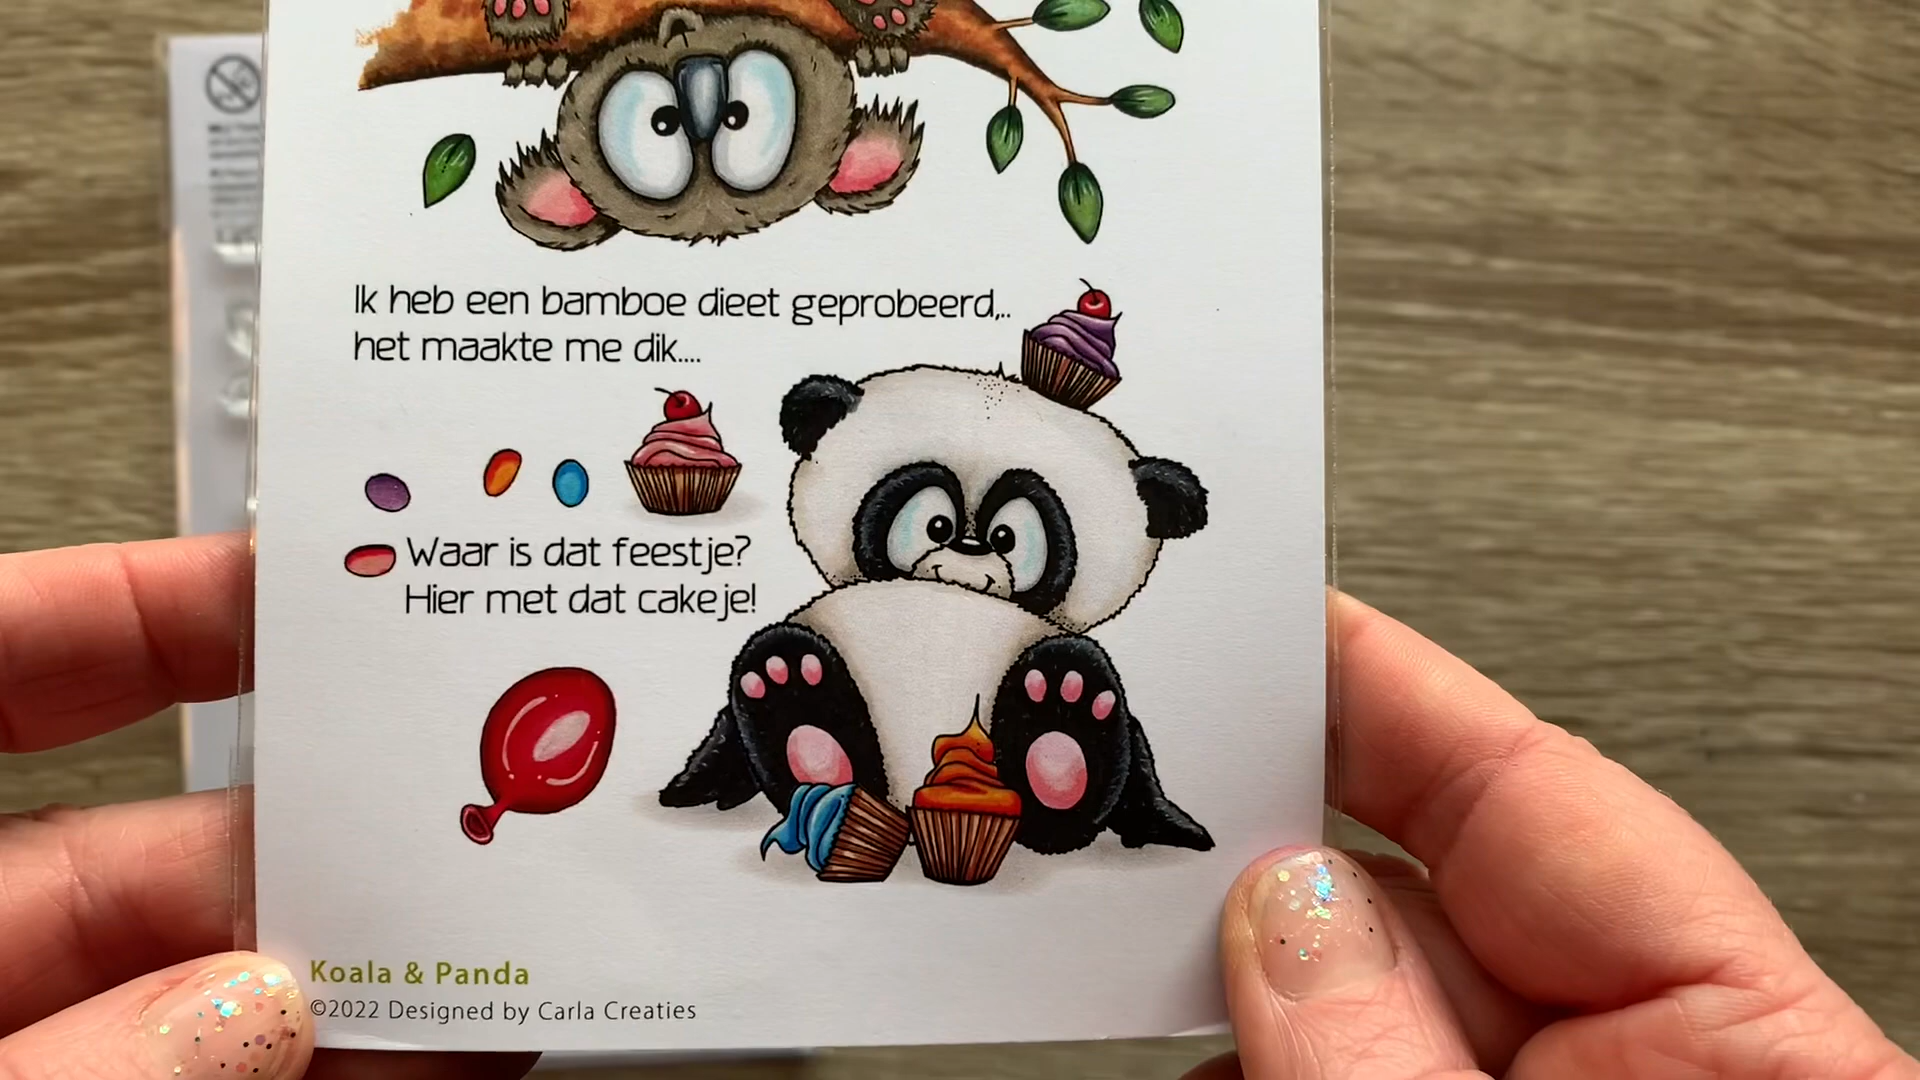 Ik heb een bamboe dieet geprobeerd,..
het maakte me dik....
Waar is dat feestje?
Hier met dat cakeje!
Koala & Panda
©2022 Designed by Carla Creaties